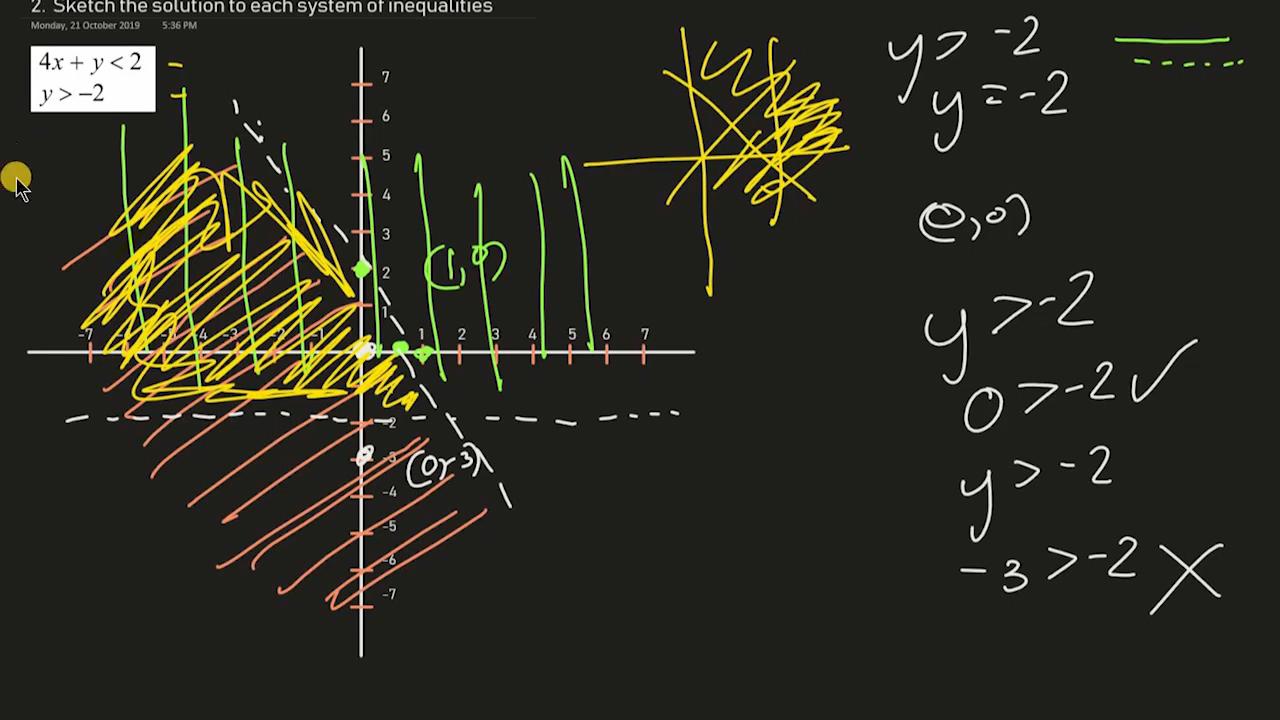 2. Sketch the solution to each system of inequalities
Monday, 21 October 2019 5:36 PM
4x + y < 2
y > −2
7
6
5
4
3
2
1
-7 -3 -2 -1 1 2 3 4 5 6 7
-2
-3
-4
-5
-6
-7
(1, 0)
(0, -3)
y > -2
y = -2
(0,0)
y > -2
0 > -2 ✓
y > -2
-3 > -2 X